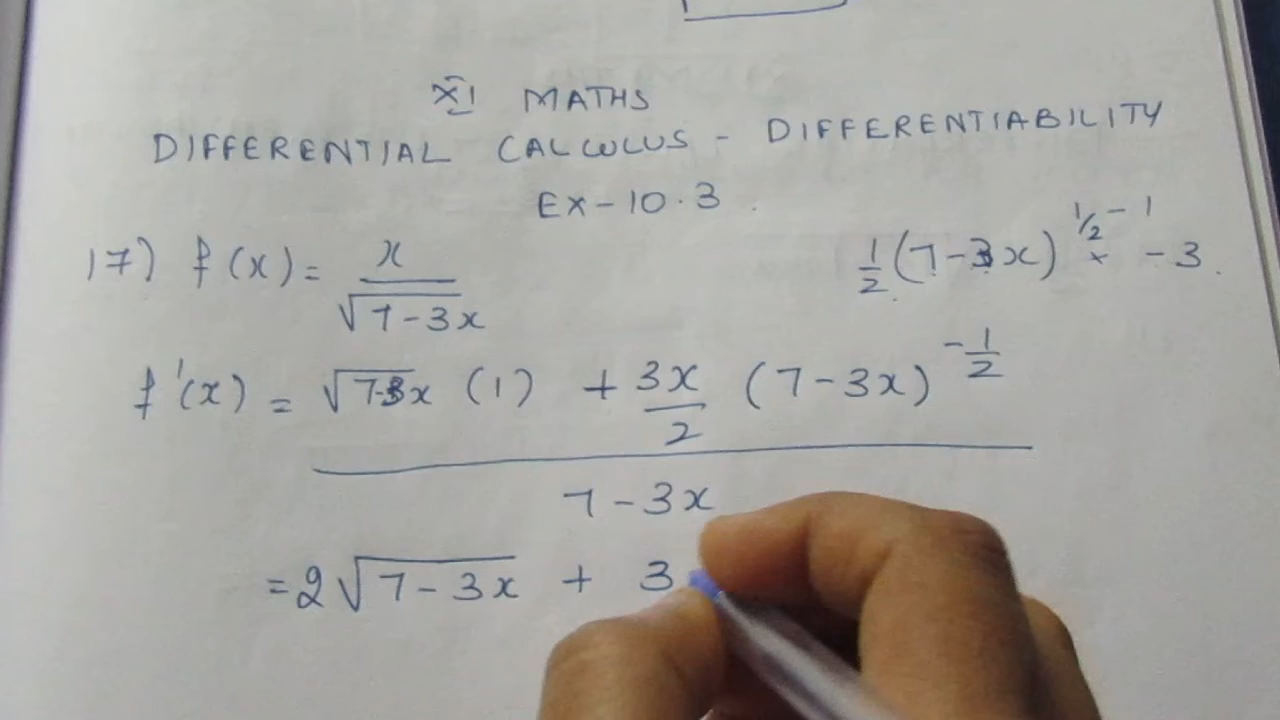 XI MATHS
DIFFERENTIAL CALCULUS - DIFFERENTIABILITY
EX-10.3.
17) f(x) = x / √(7-3x)
1/2 (7-3x)^(1/2 - 1) × -3.
f'(x) = √(7-3x) (1) + 3x/2 (7-3x)^(-1/2)
7-3x
= 2√(7-3x) + 3